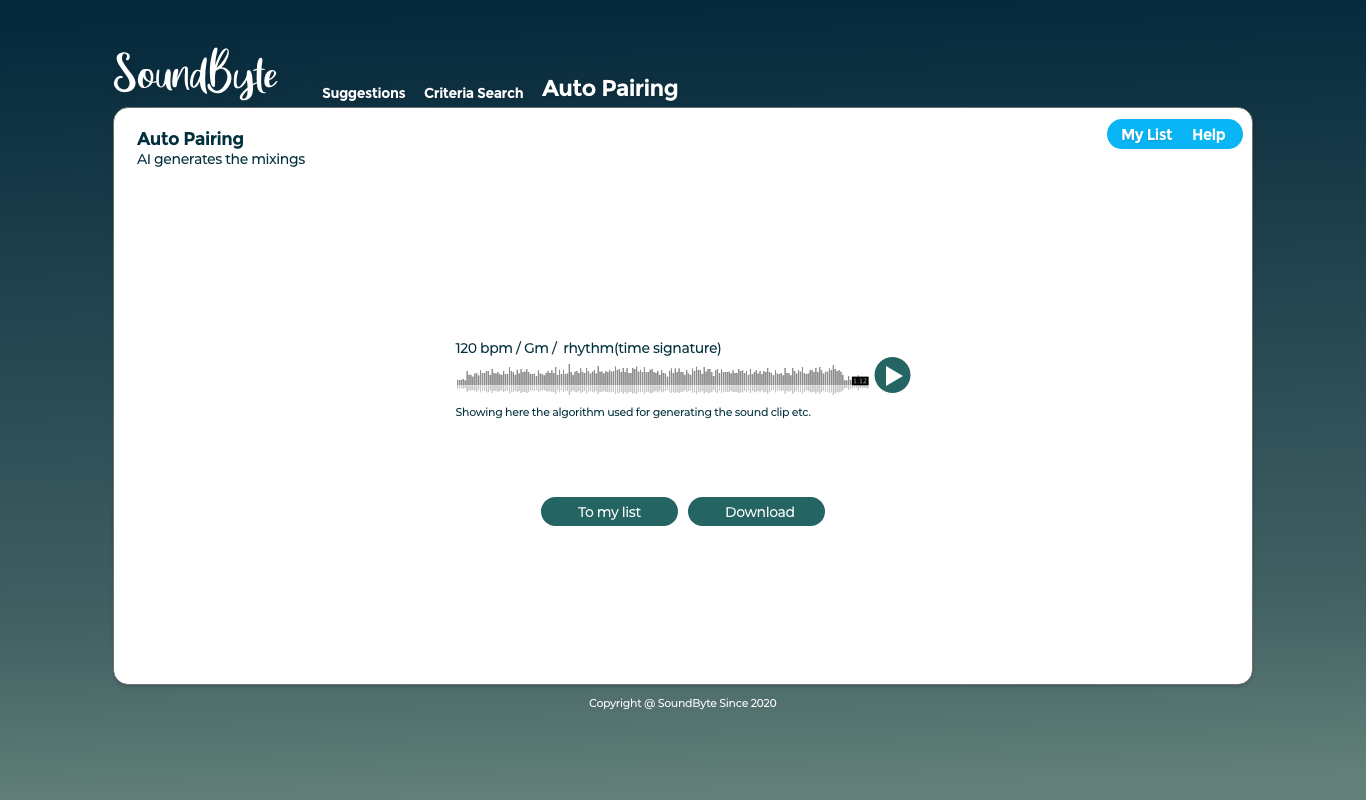 SoundByte
Suggestions Criteria Search Auto Pairing
Auto Pairing
My List Help
AI generates the mixings
120 bpm / Gm /  rhythm(time signature)
1:12
Showing here the algorithm used for generating the sound clip etc.
To my list Download
Copyright @ SoundByte Since 2020